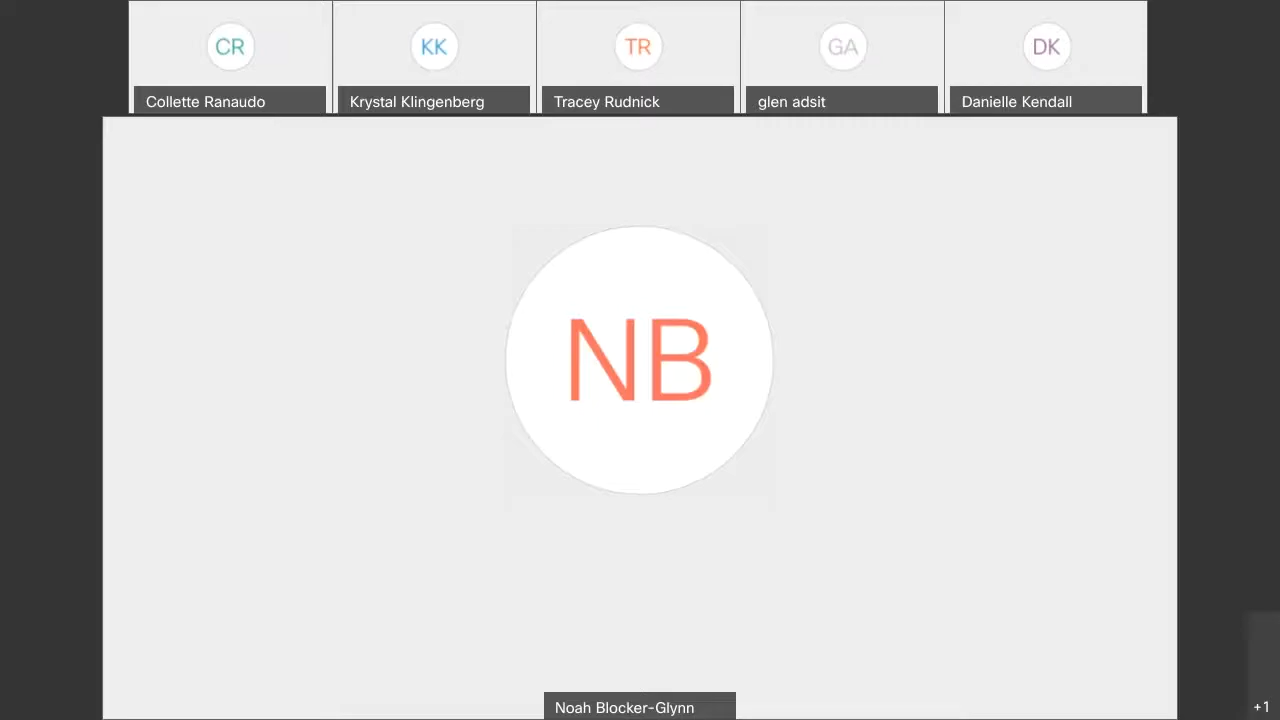 CR
KK
TR
GA
DK
Collette Ranaudo
Krystal Klingenberg
Tracey Rudnick
glen adsit
Danielle Kendall
NB
Noah Blocker-Glynn
+1